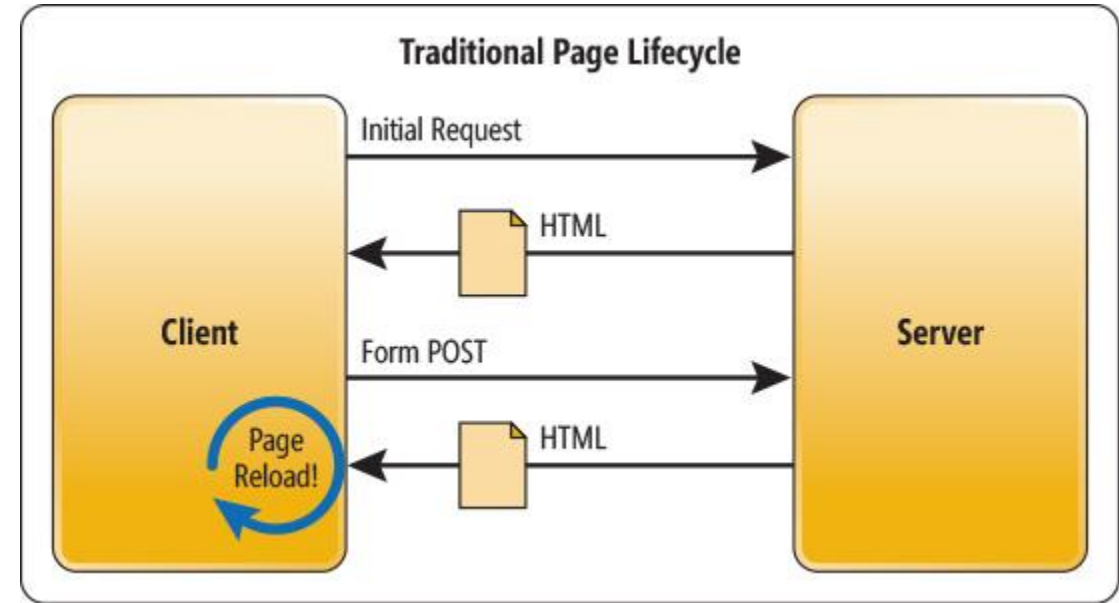 Traditional Page Lifecycle
Initial Request
HTML
Client
Server
Form POST
HTML
Page
Reload!